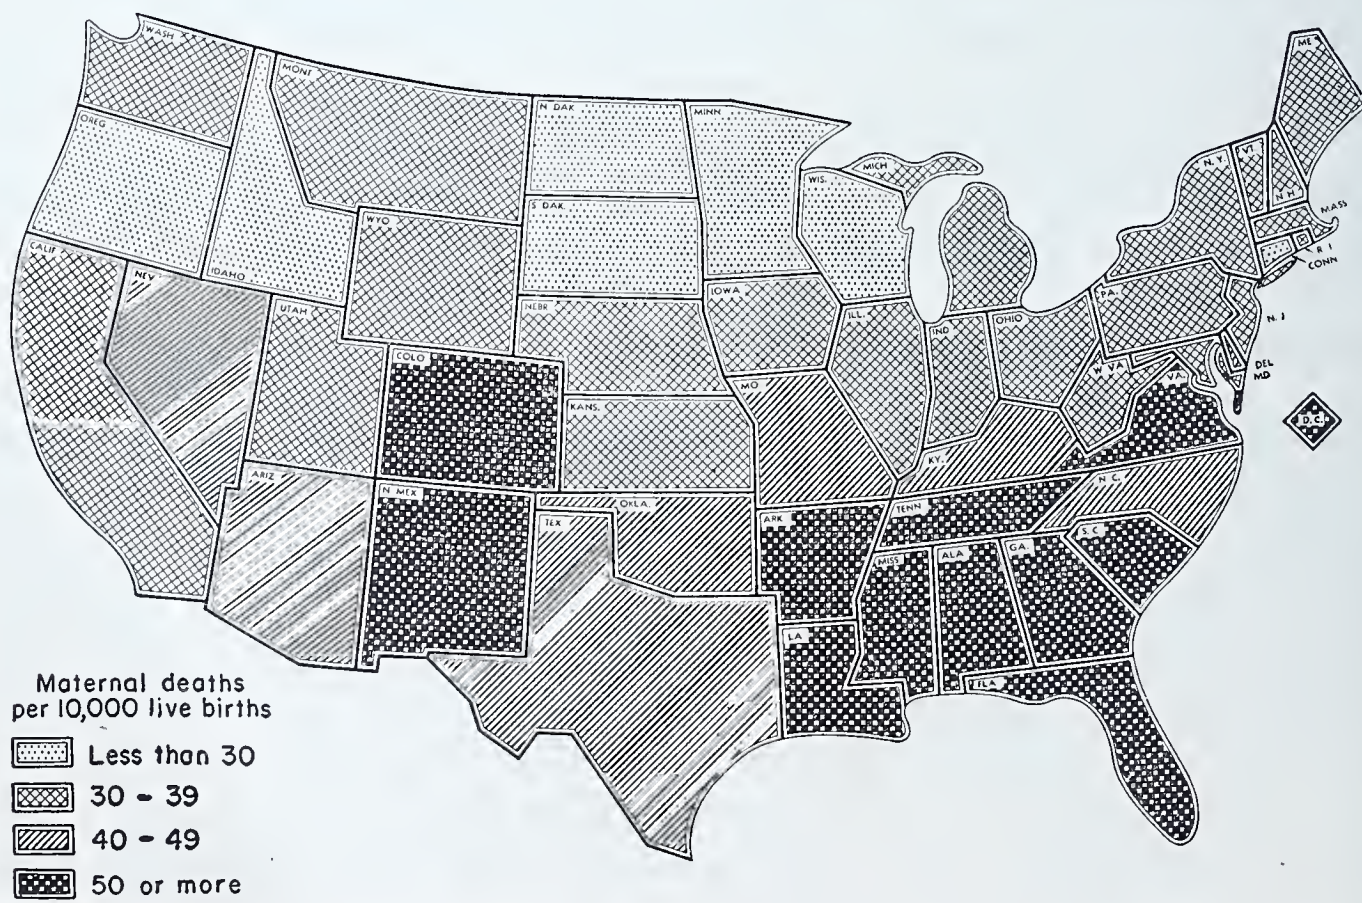 WASH
MONT
N DAK.
MINN
ME
OREG
S DAK.
WIS.
MICH
N.Y.
VT.
N H
MASS
R I
CONN
IDAHO
WYO
CALIF
NEV
UTAH
NEBR
IOWA
ILL.
IND
OHIO
PA.
N. J
DEL
MD.
W VA.
VA.
D.C.
COLO
KANS.
MO
KY.
N C.
ARIZ
N MEX
OKLA.
TEX
ARK
TENN
S C
MISS
ALA
GA.
LA
FLA
Maternal deaths
per 10,000 live births
Less than 30
30 - 39
40 - 49
50 or more